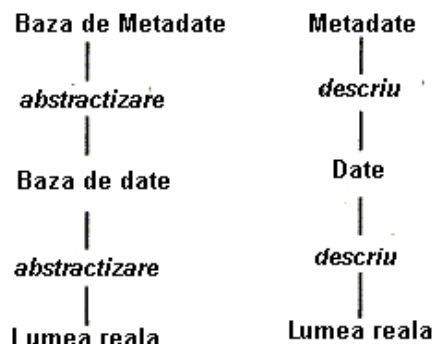 Baza de Metadate
abstractizare
Baza de date
abstractizare
Lumea reala
Metadate
descriu
Date
descriu
Lumea reala